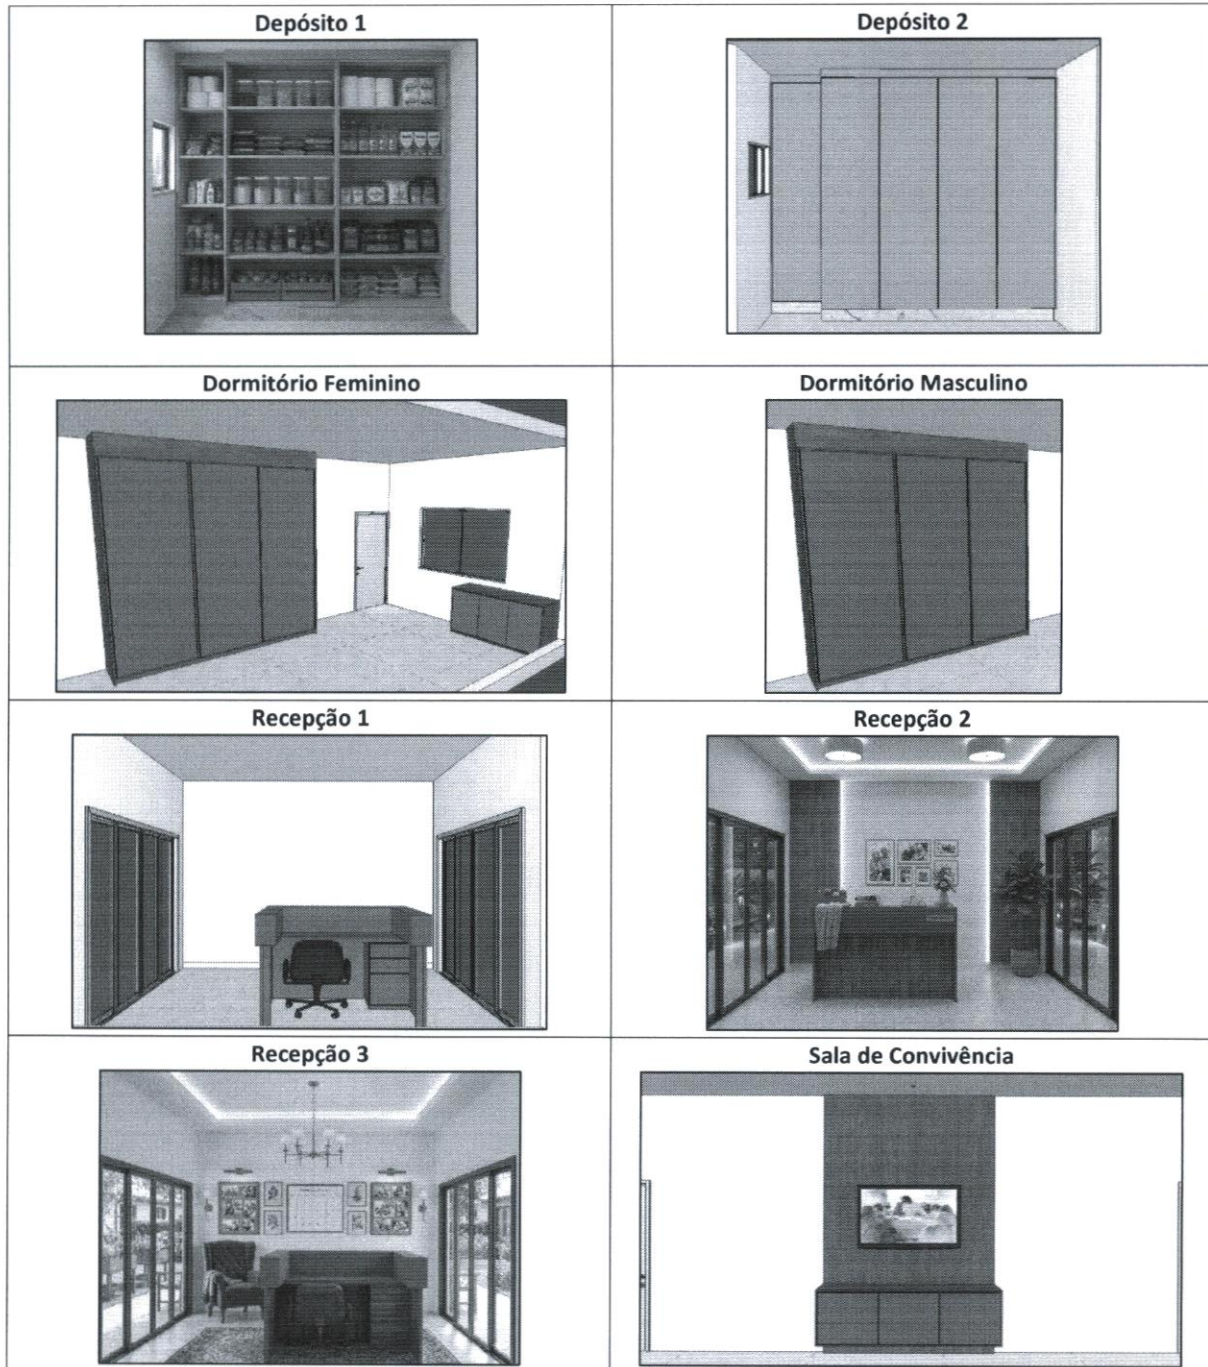 Depósito 1
Depósito 2
Dormitório Feminino
Dormitório Masculino
Recepção 1
Recepção 2
Recepção 3
Sala de Convivência